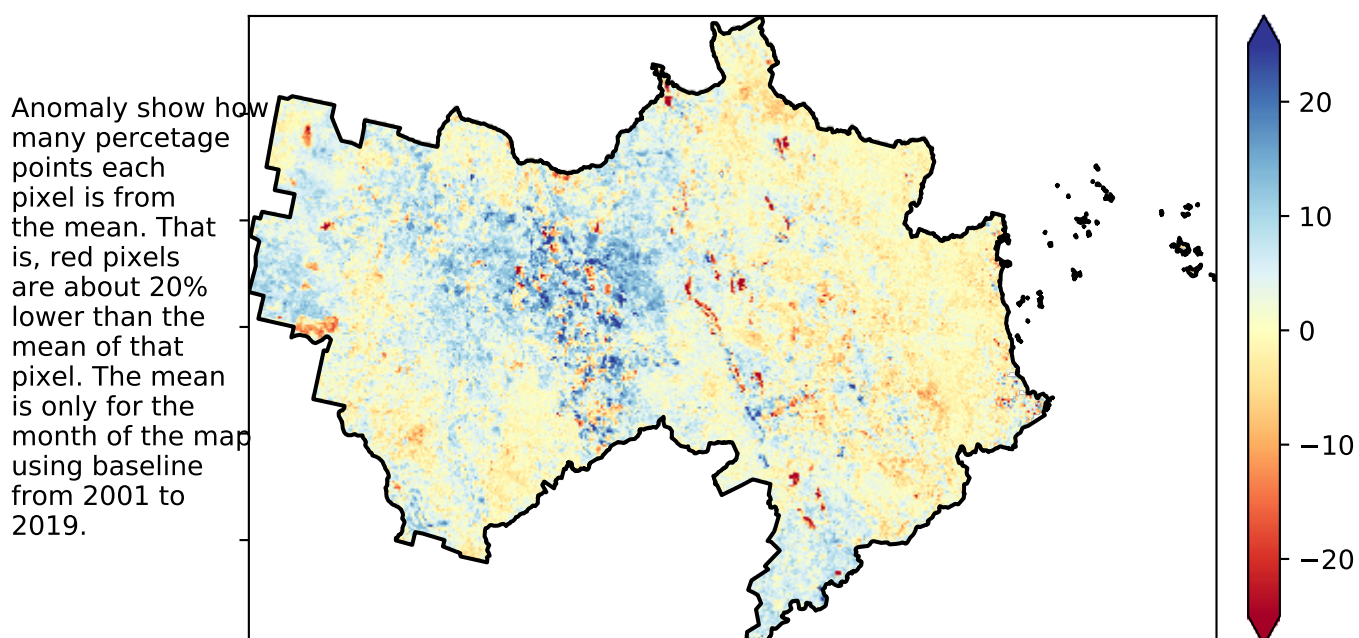 Anomaly show how
many percetage
points each
pixel is from
the mean. That
is, red pixels
are about 20%
lower than the
mean of that
pixel. The mean
is only for the
month of the map
using baseline
from 2001 to
2019.
20
10
0
−10
−20